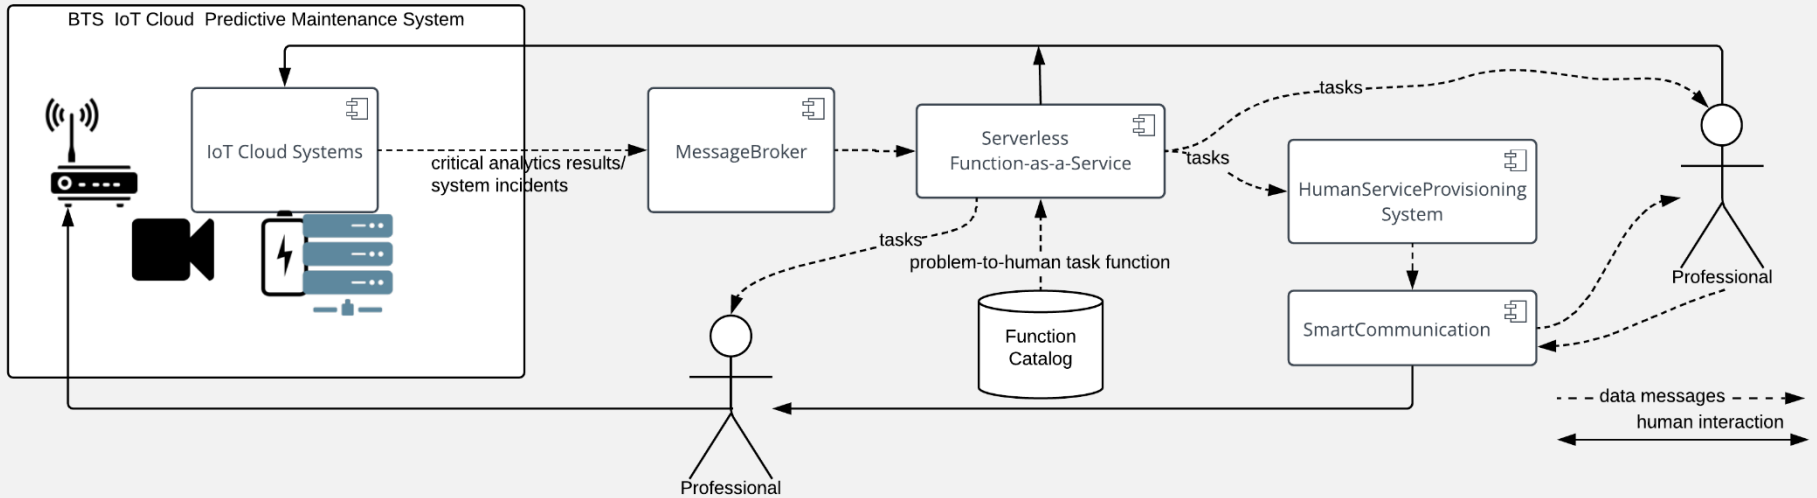 BTS  IoT Cloud  Predictive Maintenance System
IoT Cloud Systems
critical analytics results/
system incidents
MessageBroker
Serverless
Function-as-a-Service
tasks
tasks
tasks
problem-to-human task function
Function
Catalog
HumanServiceProvisioning
System
SmartCommunication
Professional
Professional
data messages
human interaction